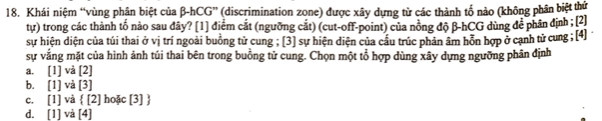 18. Khái niệm “vùng phân biệt của β-hCG” (discrimination zone) được xây dựng từ các thành tố nào (không phân biệt thứ
tự) trong các thành tố nào sau đây? [1] điểm cắt (ngưỡng cắt) (cut-off-point) của nồng độ β-hCG dùng để phân định ; [2]
sự hiện diện của túi thai ở vị trí ngoài buồng tử cung ; [3] sự hiện diện của cấu trúc phản âm hỗn hợp ở cạnh tử cung ; [4]
sự vắng mặt của hình ảnh túi thai bên trong buồng tử cung. Chọn một tổ hợp dùng xây dựng ngưỡng phân định
a. [1] và [2]
b. [1] và [3]
c. [1] và { [2] hoặc [3] }
d. [1] và [4]